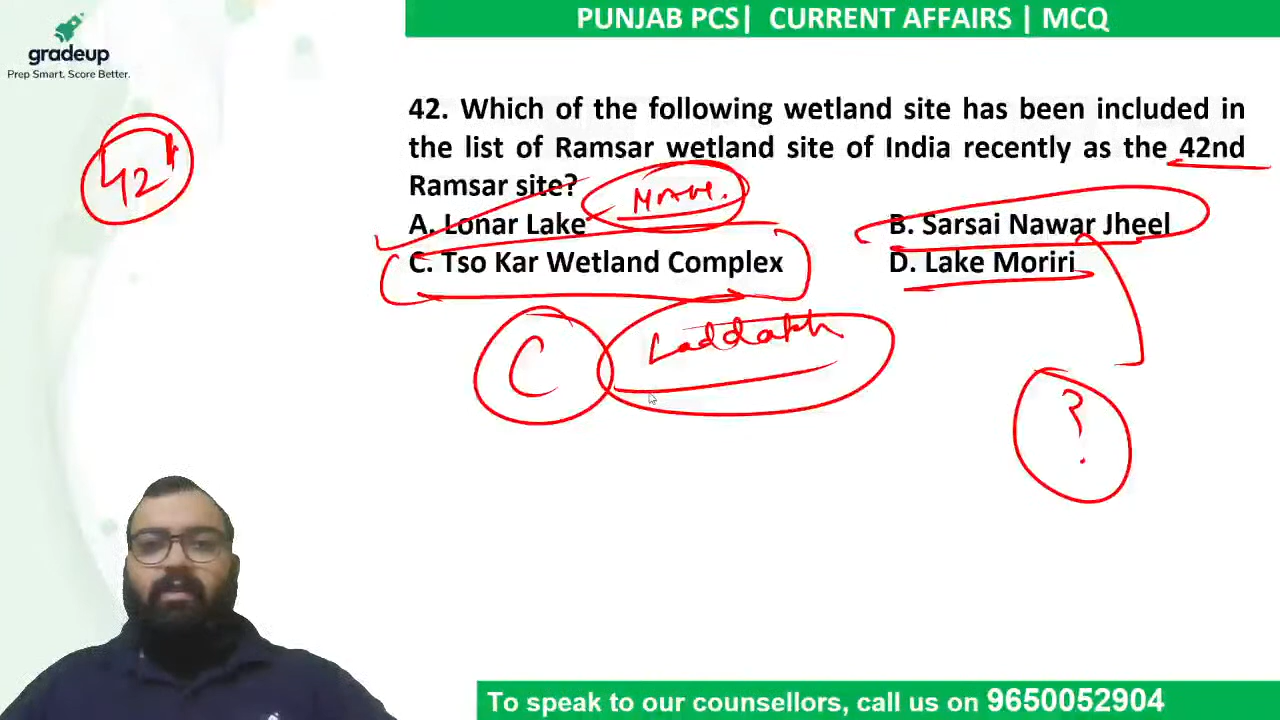 gradeup
Prep Smart. Score Better.
PUNJAB PCS| CURRENT AFFAIRS | MCQ
42
42. Which of the following wetland site has been included in
the list of Ramsar wetland site of India recently as the 42nd
Ramsar site?
A. Lonar Lake
B. Sarsai Nawar Jheel
C. Tso Kar Wetland Complex
D. Lake Moriri
C
Laddakh
?
To speak to our counsellors, call us on 9650052904